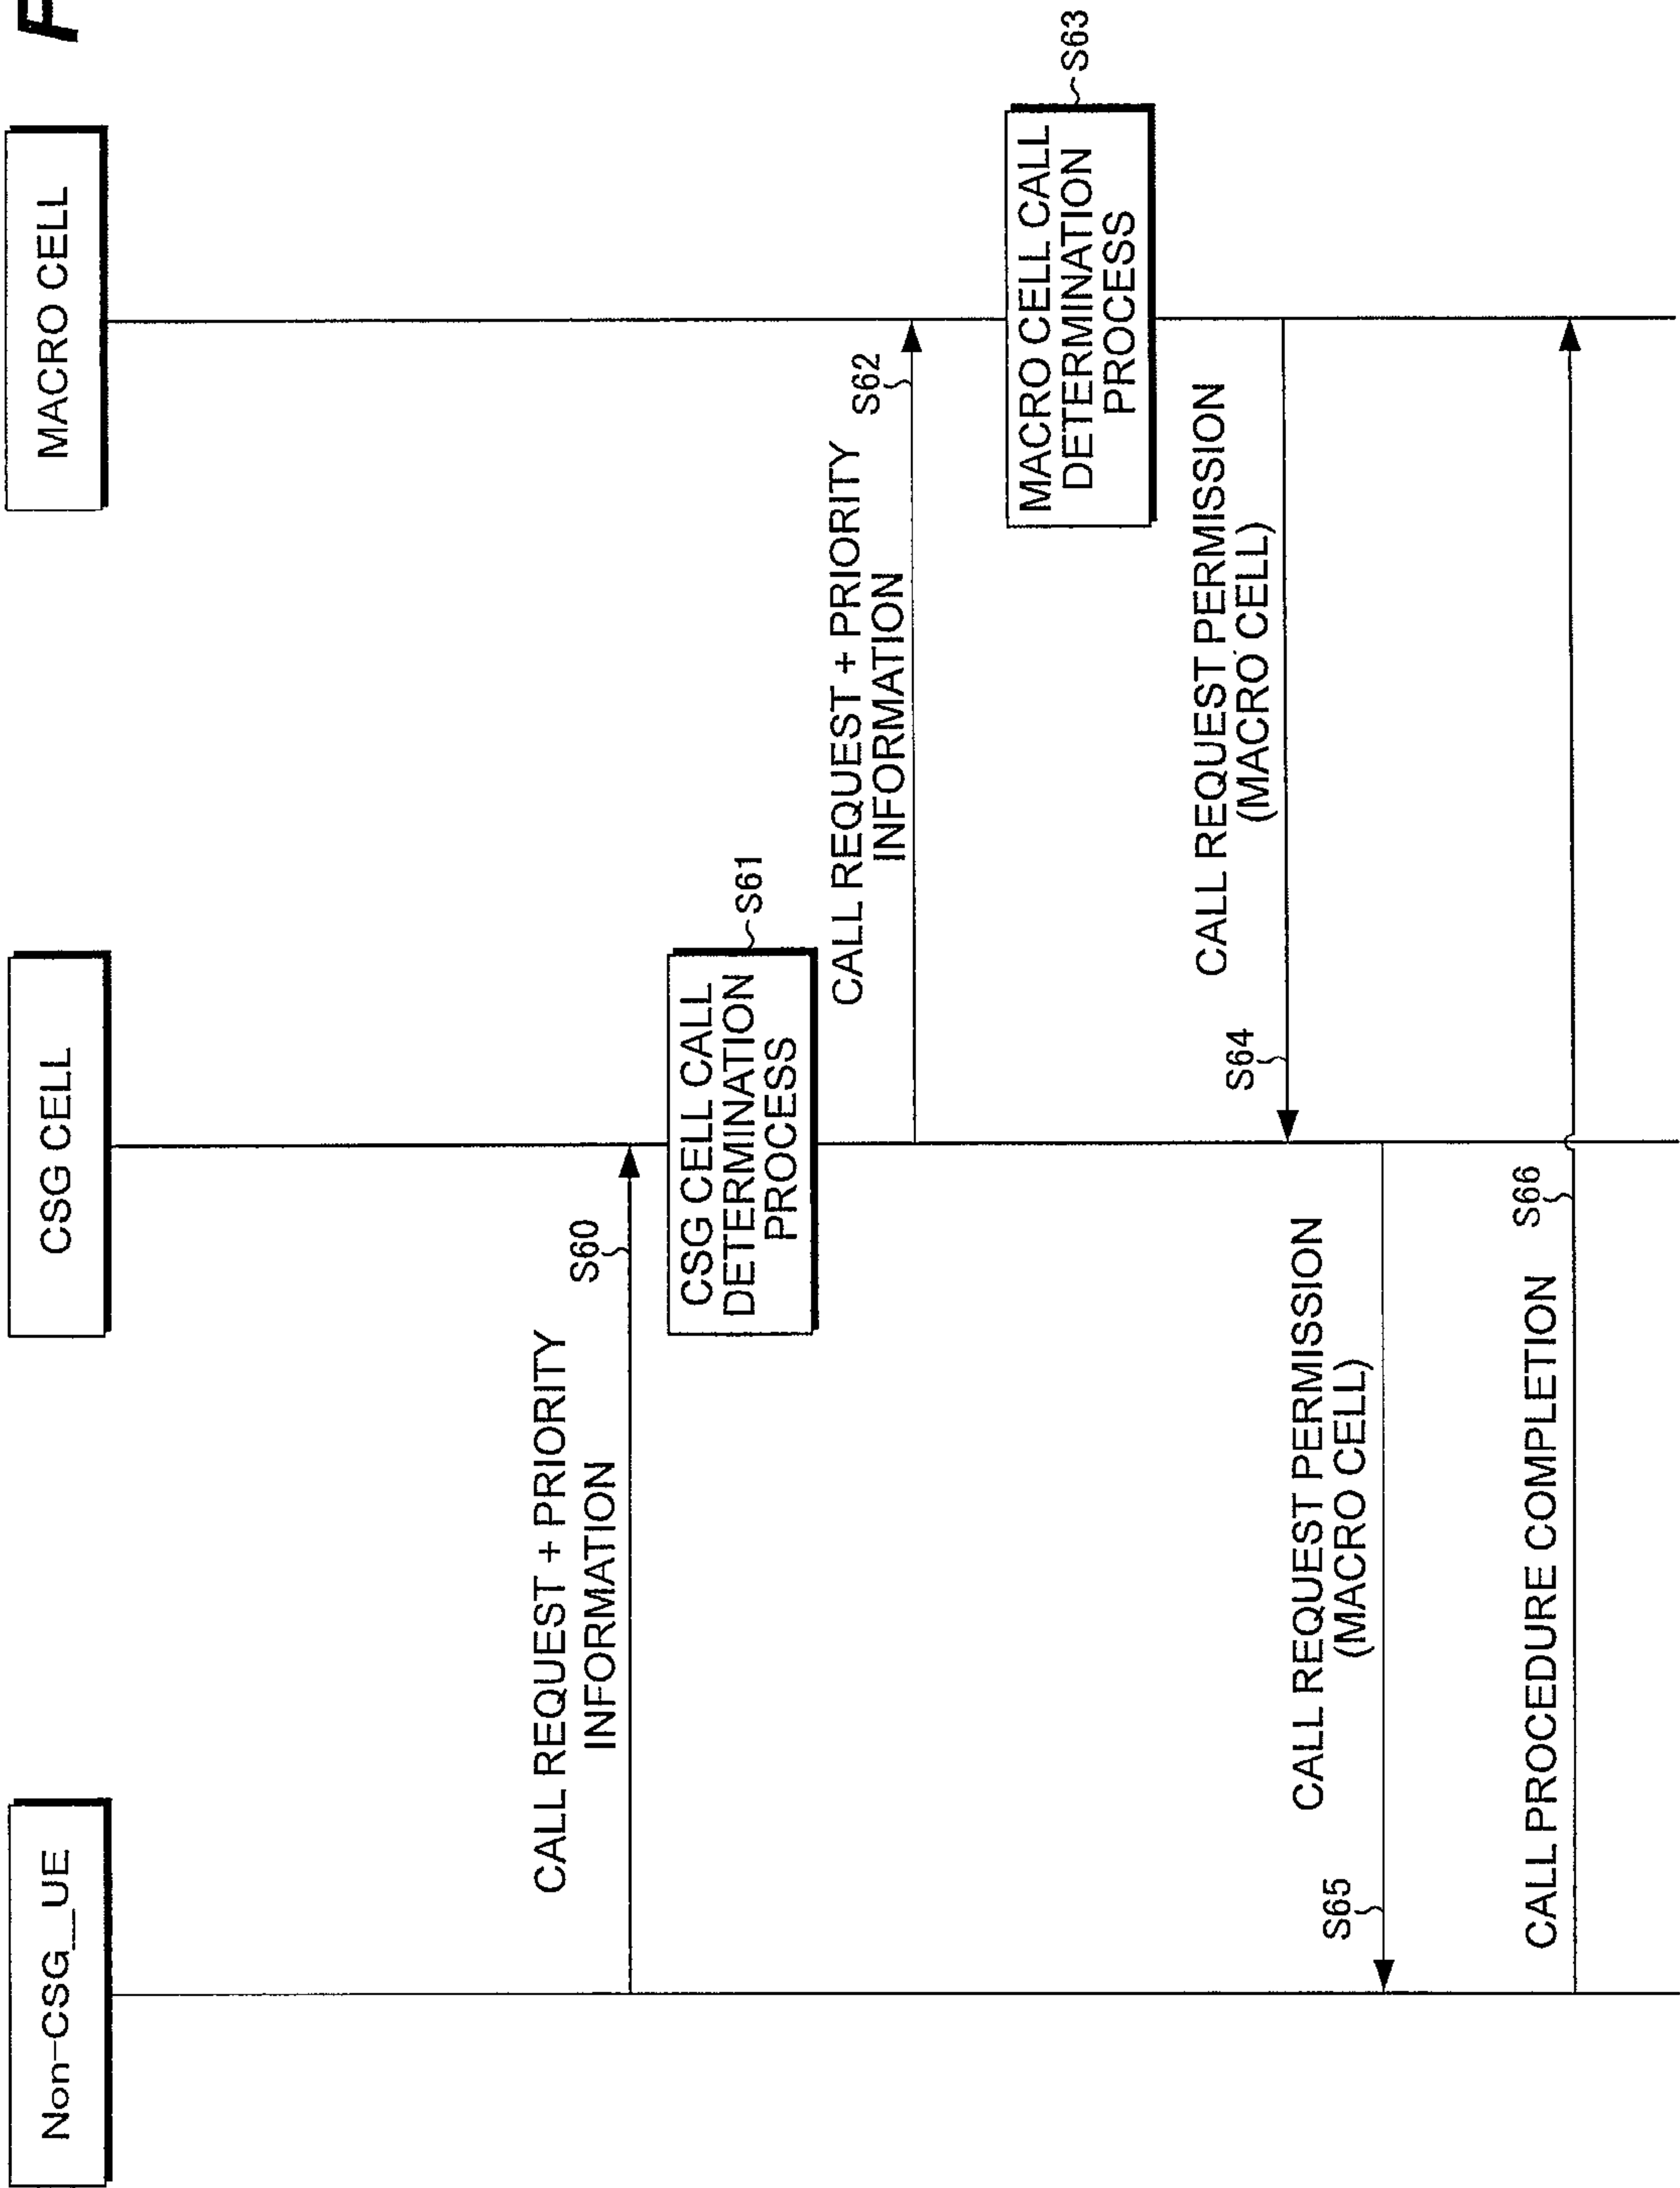 Non-CSG_UE
CSG CELL
MACRO CELL
CALL REQUEST + PRIORITY
INFORMATION
S60
CSG CELL CALL
DETERMINATION
PROCESS
S61
CALL REQUEST + PRIORITY
INFORMATION
S62
MACRO CELL CALL
DETERMINATION
PROCESS
S63
CALL REQUEST PERMISSION
(MACRO CELL)
S64
CALL REQUEST PERMISSION
(MACRO CELL)
S65
CALL PROCEDURE COMPLETION
S66